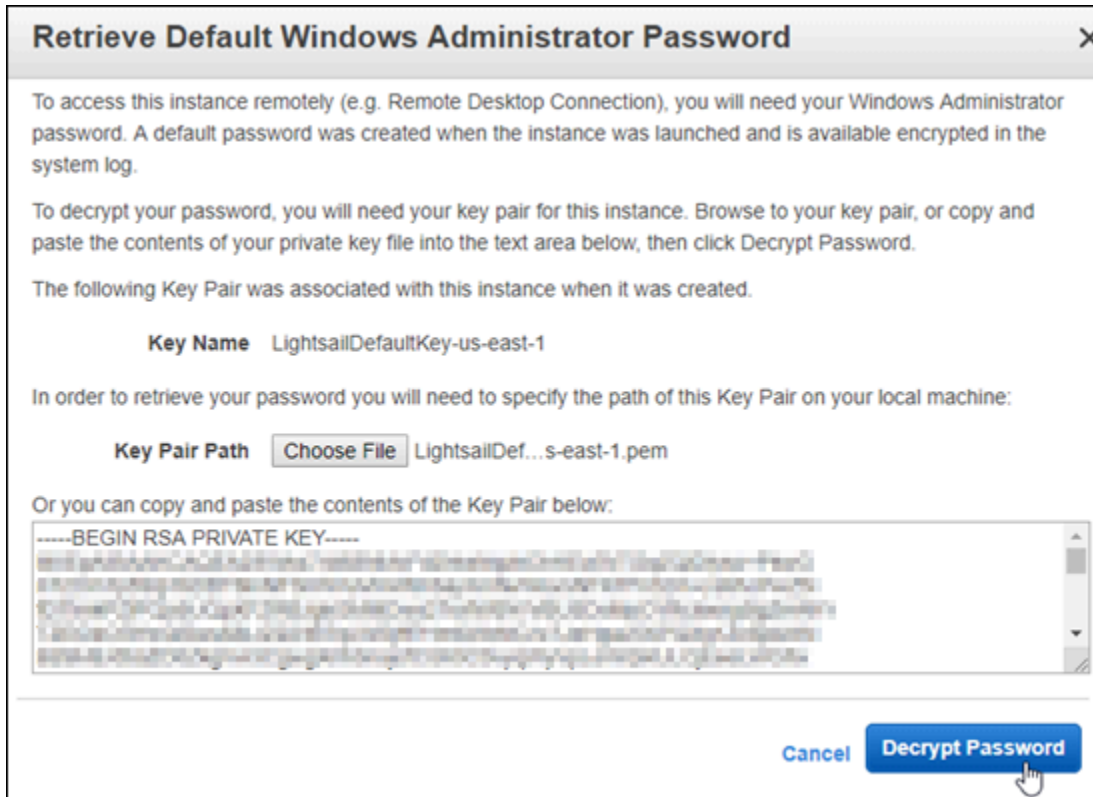 Retrieve Default Windows Administrator Password
To access this instance remotely (e.g. Remote Desktop Connection), you will need your Windows Administrator
password. A default password was created when the instance was launched and is available encrypted in the
system log.
To decrypt your password, you will need your key pair for this instance. Browse to your key pair, or copy and
paste the contents of your private key file into the text area below, then click Decrypt Password.
The following Key Pair was associated with this instance when it was created.
Key Name LightsailDefaultKey-us-east-1
In order to retrieve your password you will need to specify the path of this Key Pair on your local machine:
Key Pair Path Choose File LightsailDef...s-east-1.pem
Or you can copy and paste the contents of the Key Pair below:
-----BEGIN RSA PRIVATE KEY-----
Cancel Decrypt Password